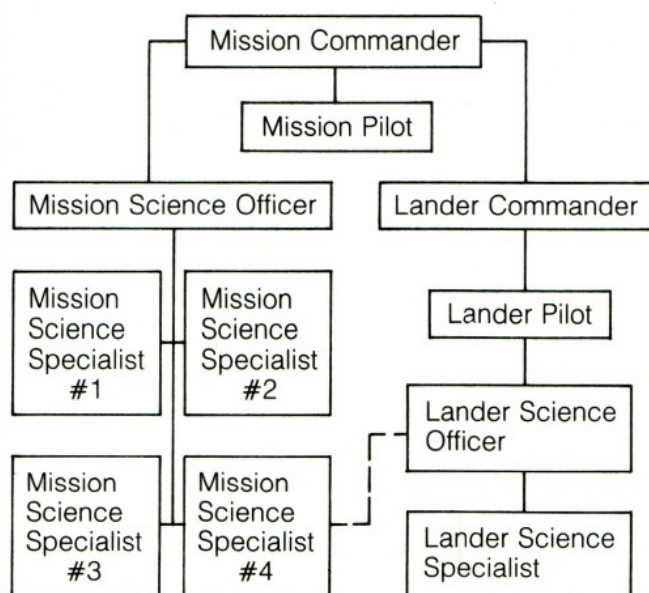 Mission Commander
Mission Pilot
Mission Science Officer
Lander Commander
Mission
Science
Specialist
#1
Mission
Science
Specialist
#2
Lander Pilot
Lander Science
Officer
Mission
Science
Specialist
#3
Mission
Science
Specialist
#4
Lander Science
Specialist